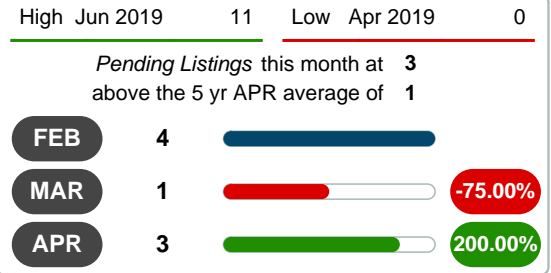 High Jun 2019 11 Low Apr 2019 0
Pending Listings this month at 3
above the 5 yr APR average of 1
FEB 4
MAR 1 -75.00%
APR 3 200.00%